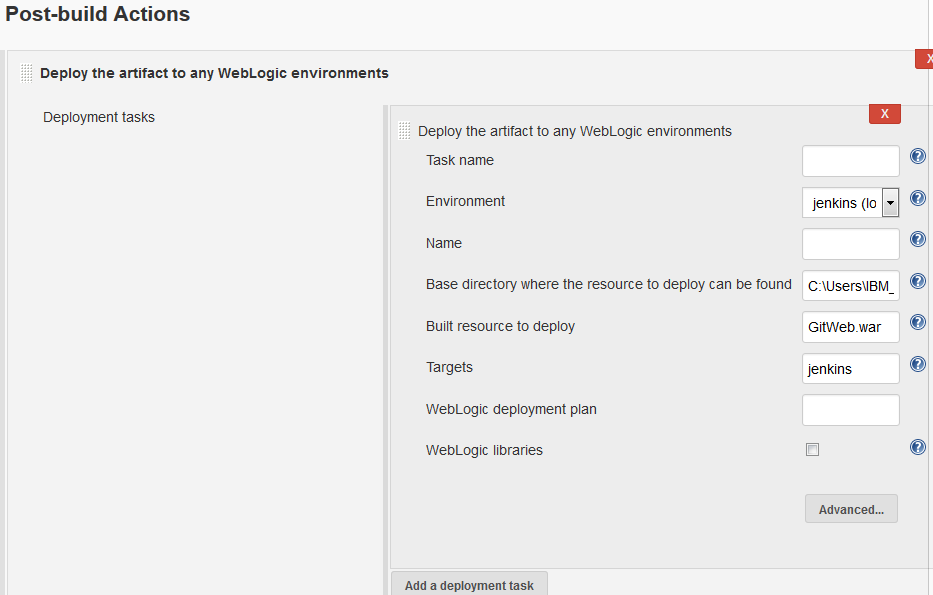 Post-build Actions
X
Deploy the artifact to any WebLogic environments
Deployment tasks
X
Deploy the artifact to any WebLogic environments
Task name
?
Environment jenkins (lo
?
Name
?
Base directory where the resource to deploy can be found C:\Users\IBM_
?
Built resource to deploy GitWeb.war
?
Targets jenkins
?
WebLogic deployment plan
WebLogic libraries
?
Advanced...
Add a deployment task